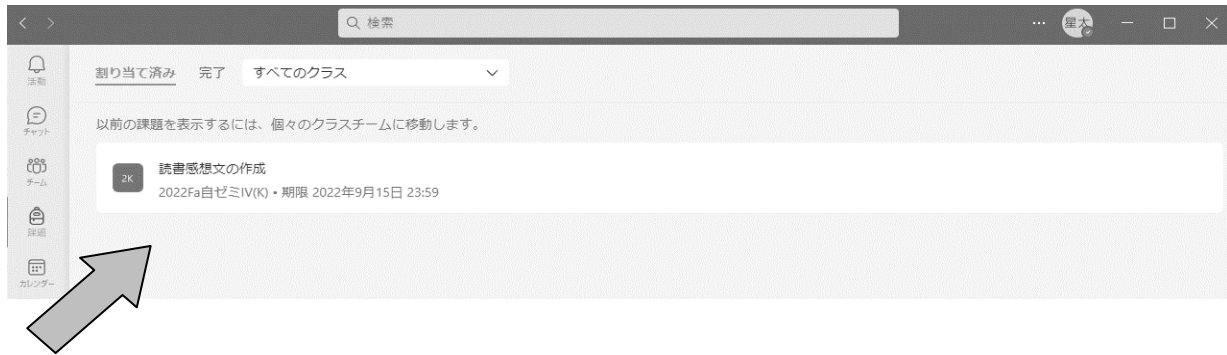 検索
星太
活動
割り当て済み 完了 すべてのクラス
チャット
以前の課題を表示するには、個々のクラスチームに移動します。
チーム
2K
読書感想文の作成
2022Fa自ゼミIV(K)・期限 2022年9月15日 23:59
課題
カレンダー